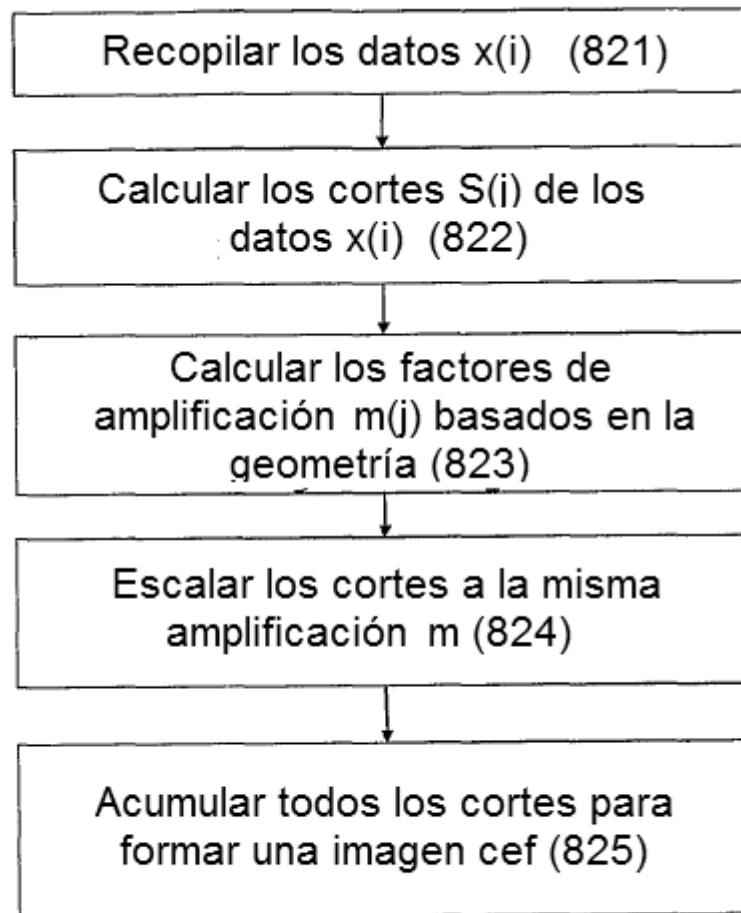 Recopilar los datos x(i) (821)
Calcular los cortes S(j) de los
datos x(i) (822)
Calcular los factores de
amplificación m(j) basados en la
geometría (823)
Escalar los cortes a la misma
amplificación m (824)
Acumular todos los cortes para
formar una imagen cef (825)